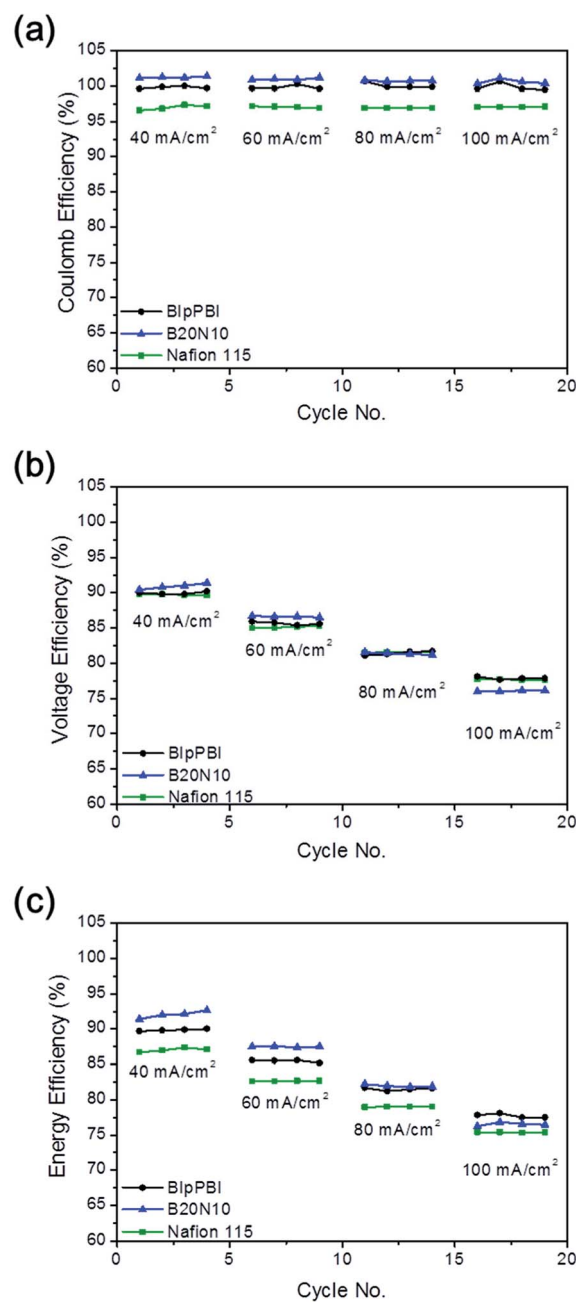 (a)
105
100
95
90
85
80
75
70
65
60
Coulomb Efficiency (%)
40 mA/cm²
60 mA/cm²
80 mA/cm²
100 mA/cm²
BIpPBI
B20N10
Nafion 115
0
5
10
15
20
Cycle No.
(b)
105
100
95
90
85
80
75
70
65
60
Voltage Efficiency (%)
40 mA/cm²
60 mA/cm²
80 mA/cm²
100 mA/cm²
BIpPBI
B20N10
Nafion 115
0
5
10
15
20
Cycle No.
(c)
105
100
95
90
85
80
75
70
65
60
Energy Efficiency (%)
40 mA/cm²
60 mA/cm²
80 mA/cm²
100 mA/cm²
BIpPBI
B20N10
Nafion 115
0
5
10
15
20
Cycle No.